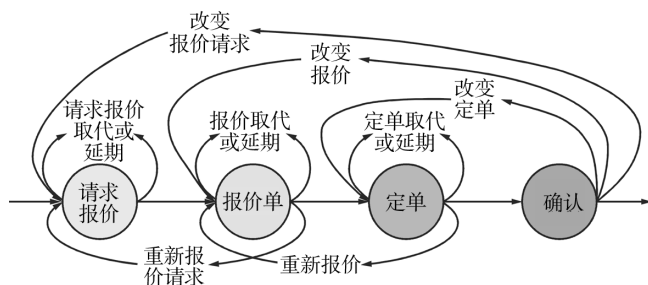 改变
报价请求
改变
报价
改变
定单
请求报价
取代或
延期
报价取代
或延期
定单取代
或延期
请求
报价
报价单
定单
确认
重新报
价请求
重新报价